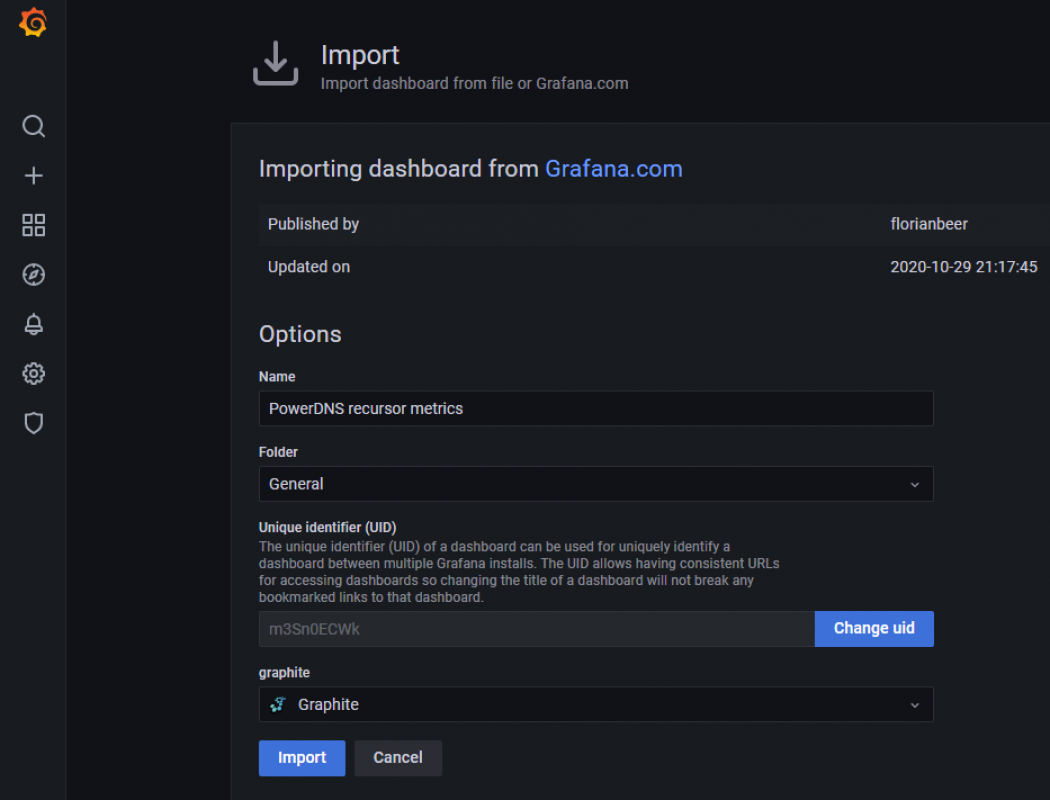 Import
Import dashboard from file or Grafana.com
Importing dashboard from Grafana.com
Published by florianbeer
Updated on 2020-10-29 21:17:45
Options
Name
PowerDNS recursor metrics
Folder
General
Unique identifier (UID)
The unique identifier (UID) of a dashboard can be used for uniquely identify a
dashboard between multiple Grafana installs. The UID allows having consistent URLs
for accessing dashboards so changing the title of a dashboard will not break any
bookmarked links to that dashboard.
m3Sn0ECWk Change uid
graphite
Graphite
Import Cancel